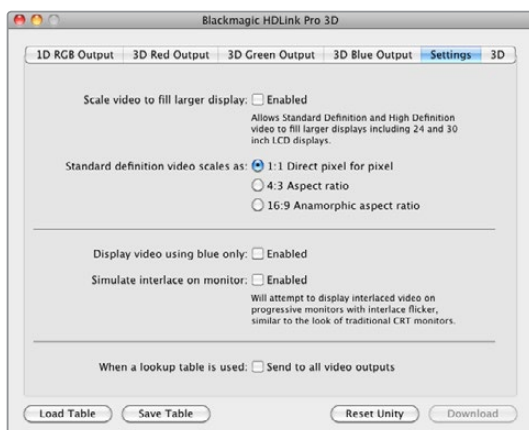 Blackmagic HDLink Pro 3D
1D RGB Output 3D Red Output 3D Green Output 3D Blue Output Settings 3D
Scale video to fill larger display: Enabled
Allows Standard Definition and High Definition
video to fill larger displays including 24 and 30
inch LCD displays.
Standard definition video scales as: 1:1 Direct pixel for pixel
4:3 Aspect ratio
16:9 Anamorphic aspect ratio
Display video using blue only: Enabled
Simulate interlace on monitor: Enabled
Will attempt to display interlaced video on
progressive monitors with interlace flicker,
similar to the look of traditional CRT monitors.
When a lookup table is used: Send to all video outputs
Load Table Save Table Reset Unity Download